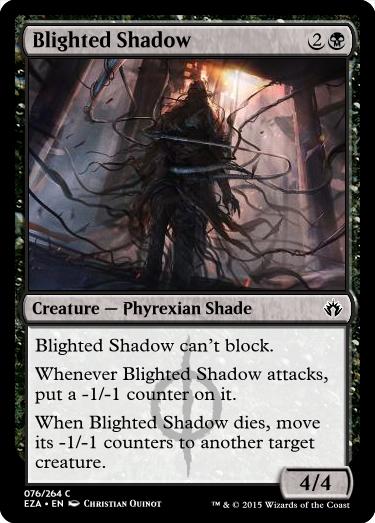 Blighted Shadow 2
Creature — Phyrexian Shade
Blighted Shadow can't block.
Whenever Blighted Shadow attacks,
put a -1/-1 counter on it.
When Blighted Shadow dies, move
its -1/-1 counters to another target
creature.
4/4
076/264 C
EZA • EN Christian Quinot
™ & © 2015 Wizards of the Coast